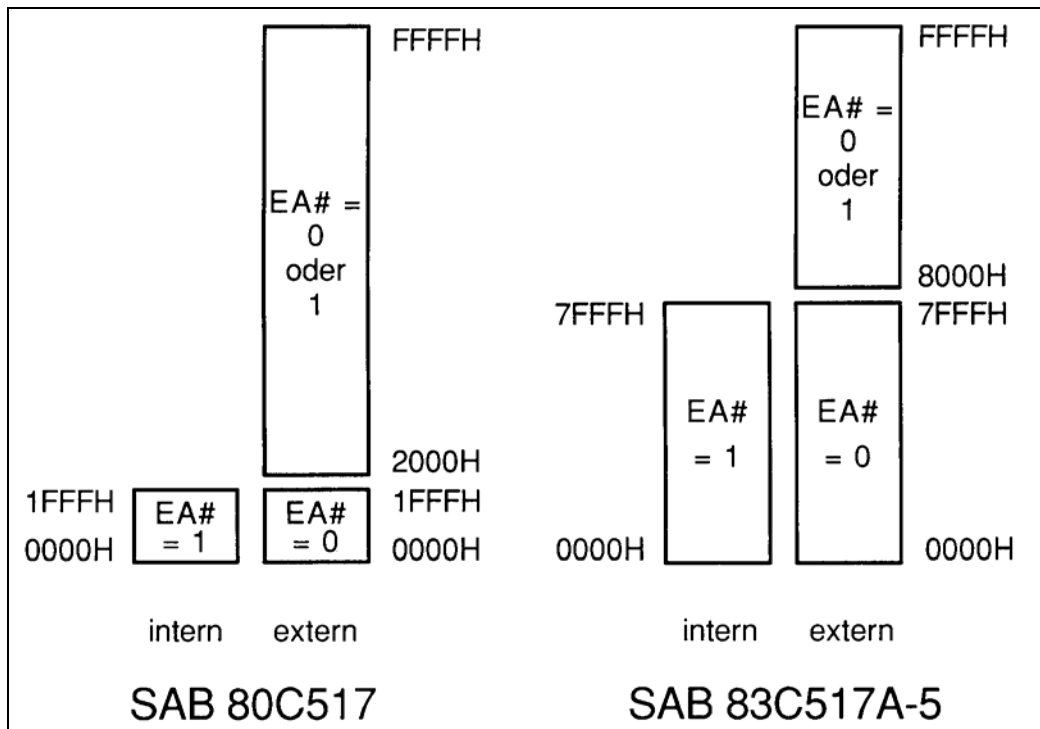 FFFFH
EA# =
0
oder
1
2000H
1FFFH
EA#
= 1
EA#
= 0
1FFFH
0000H
0000H
intern
extern
SAB 80C517
FFFFH
EA# =
0
oder
1
8000H
7FFFH
7FFFH
EA#
= 1
EA#
= 0
0000H
0000H
intern
extern
SAB 83C517A-5